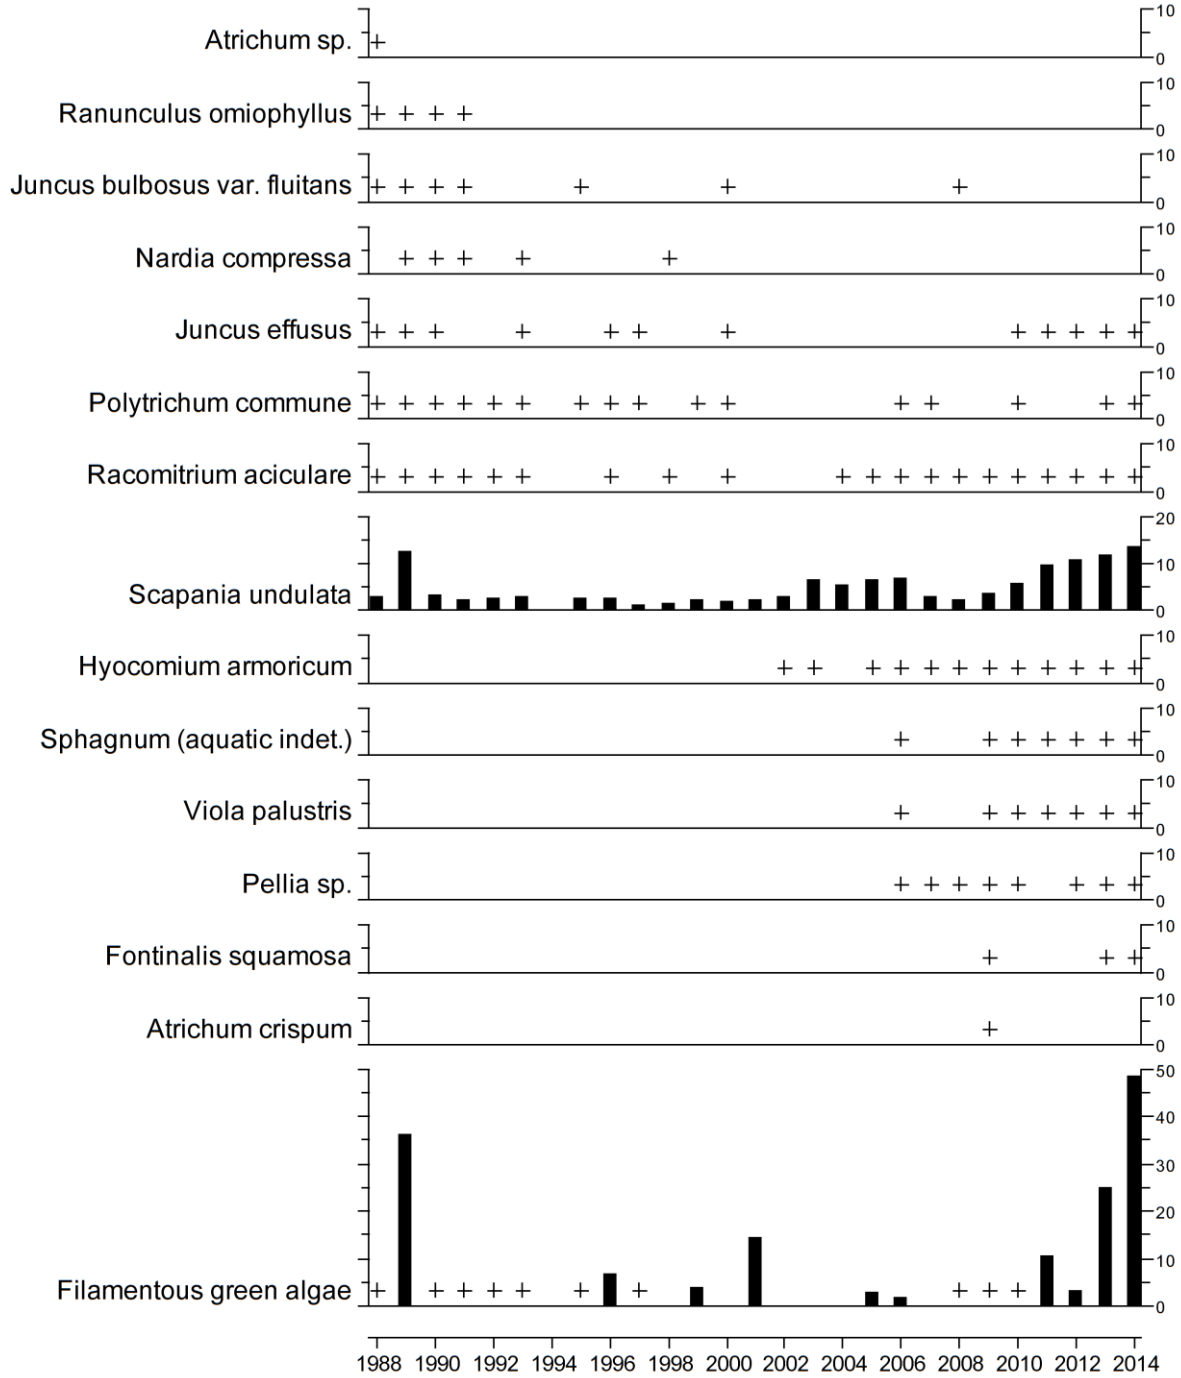 Atrichum sp.
10
0
Ranunculus omiophyllus
10
0
Juncus bulbosus var. fluitans
10
0
Nardia compressa
10
0
Juncus effusus
10
0
Polytrichum commune
10
0
Racomitrium aciculare
10
0
Scapania undulata
20
10
0
Hyocomium armoricum
10
0
Sphagnum (aquatic indet.)
10
0
Viola palustris
10
0
Pellia sp.
10
0
Fontinalis squamosa
10
0
Atrichum crispum
10
0
Filamentous green algae
50
40
30
20
10
0
1988 1990 1992 1994 1996 1998 2000 2002 2004 2006 2008 2010 2012 2014